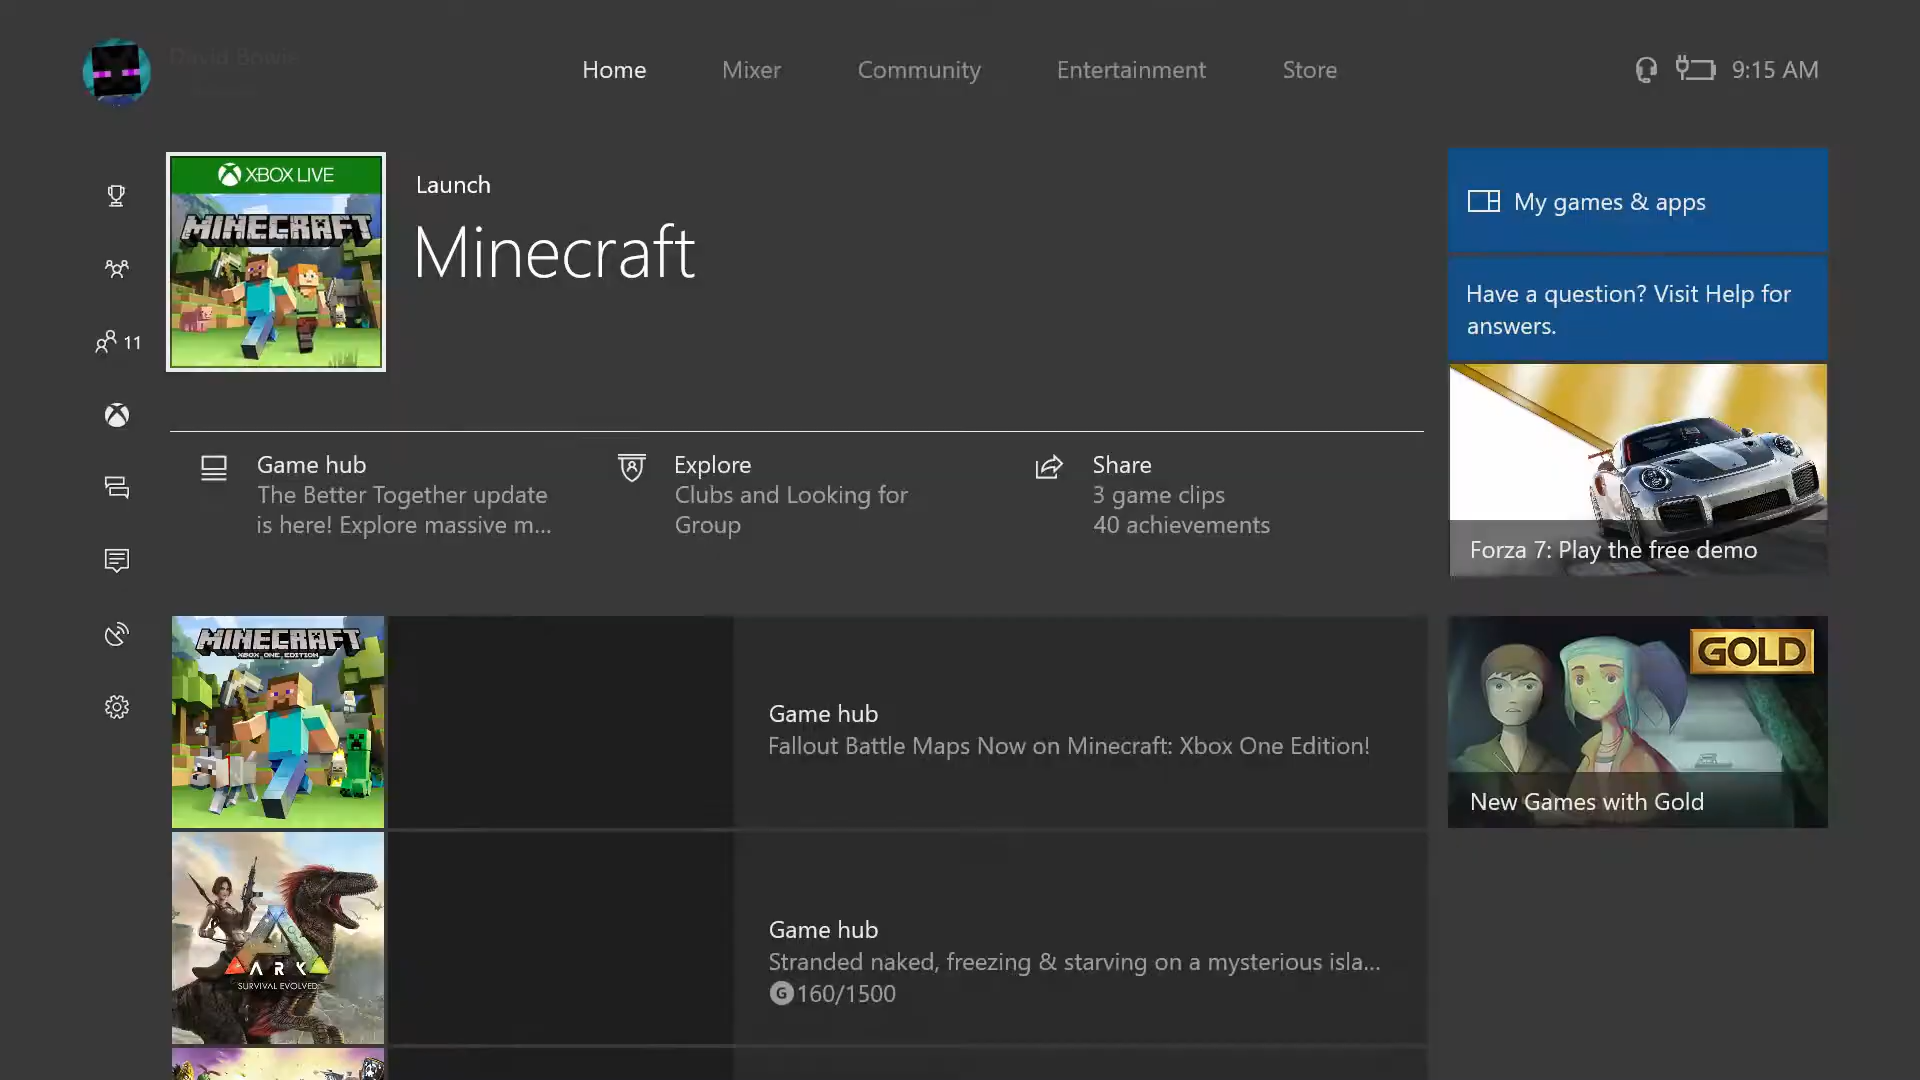 David Bowie
Home Mixer Community Entertainment Store
9:15 AM
XBOX LIVE
MINECRAFT
Launch
Minecraft
11
Game hub
The Better Together update
is here! Explore massive m...
Explore
Clubs and Looking for
Group
Share
3 game clips
40 achievements
My games & apps
Have a question? Visit Help for
answers.
Forza 7: Play the free demo
MINECRAFT
XBOX ONE EDITION
Game hub
Fallout Battle Maps Now on Minecraft: Xbox One Edition!
GOLD
New Games with Gold
ARK
SURVIVAL EVOLVED
Game hub
Stranded naked, freezing & starving on a mysterious isla...
G 160/1500